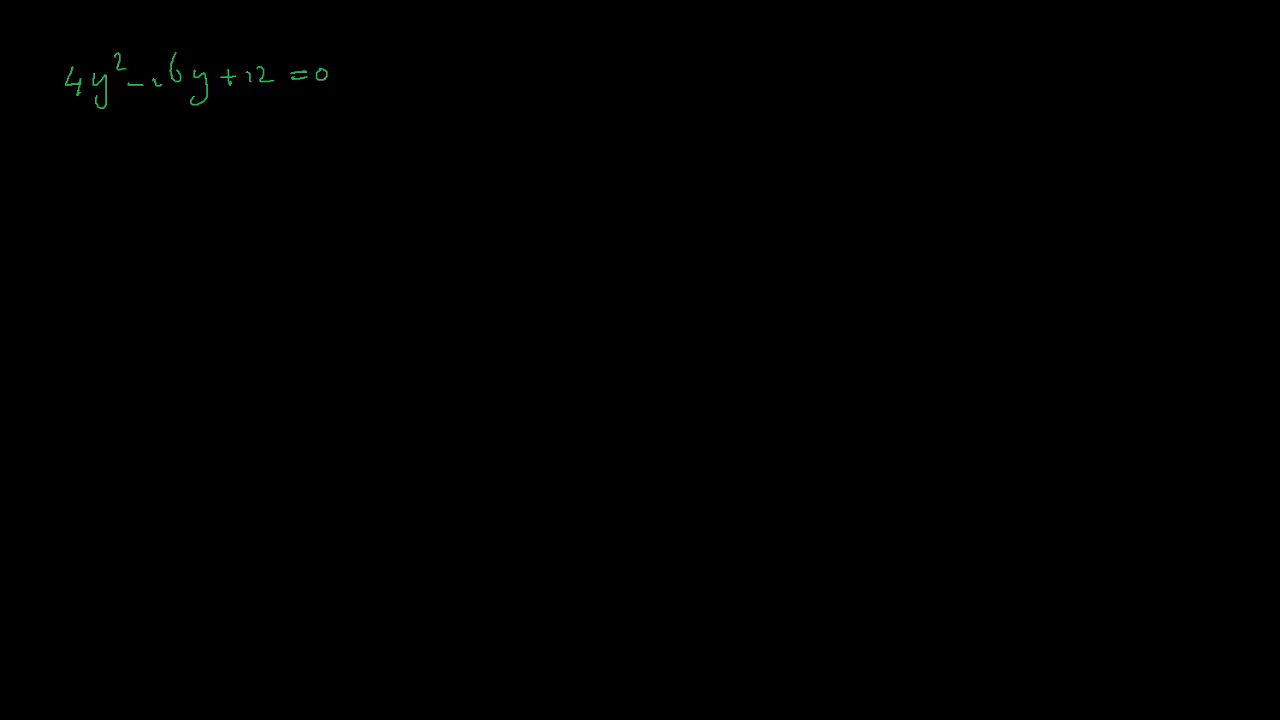 4y² - 16y + 12 = 0